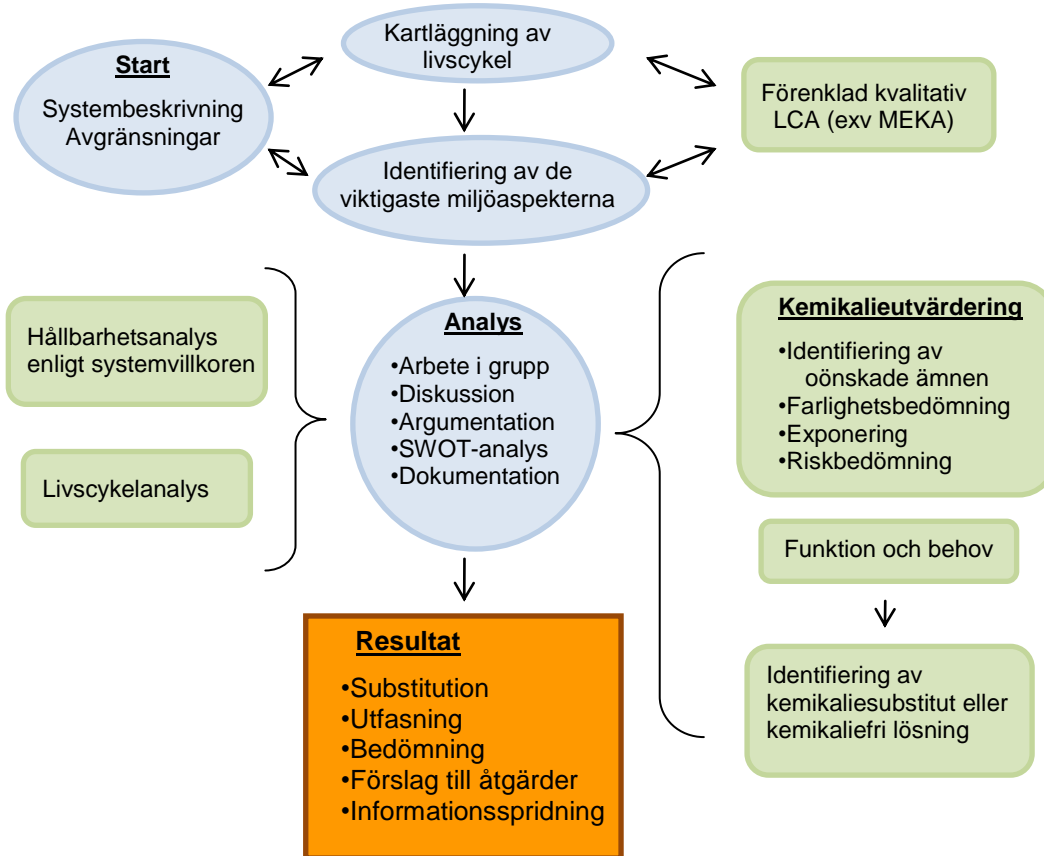 Start
Systembeskrivning
Avgränsningar
Kartläggning av
livscykel
Förenklad kvalitativ
LCA (exv MEKA)
Identifiering av de
viktigaste miljöaspekterna
Hållbarhetsanalys
enligt systemvillkoren
Livscykelanalys
Analys
•Arbete i grupp
•Diskussion
•Argumentation
•SWOT-analys
•Dokumentation
Kemikalieutvärdering
•Identifiering av
oönskade ämnen
•Farlighetsbedömning
•Exponering
•Riskbedömning
Funktion och behov
Identifiering av
kemikaliesubstitut eller
kemikaliefri lösning
Resultat
•Substitution
•Utfasning
•Bedömning
•Förslag till åtgärder
•Informationsspridning